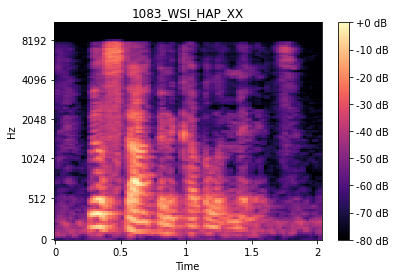 1083_WSI_HAP_XX
8192
4096
2048
1024
512
0
Hz
0
0.5
1
1.5
2
Time
+0 dB
-10 dB
-20 dB
-30 dB
-40 dB
-50 dB
-60 dB
-70 dB
-80 dB